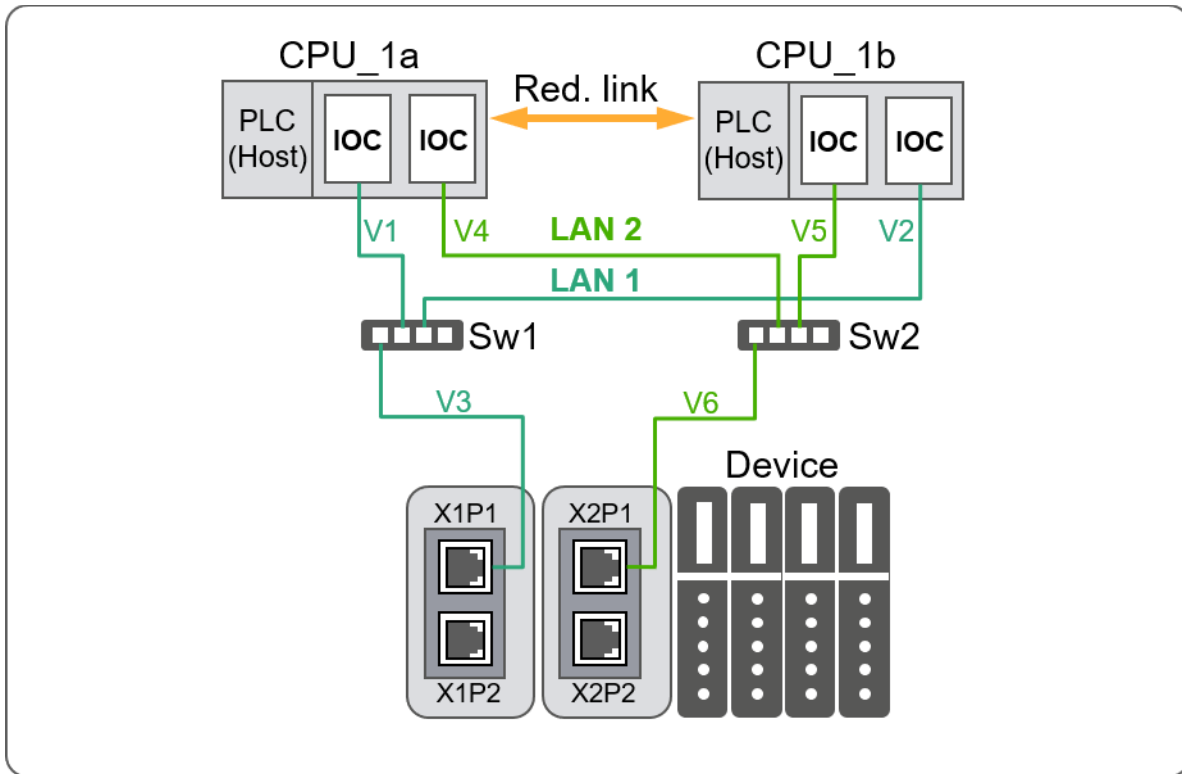 CPU_1a
CPU_1b
Red. link
PLC
(Host)
IOC
IOC
PLC
(Host)
IOC
IOC
V1
V4
LAN 2
V5
V2
LAN 1
Sw1
Sw2
V3
V6
Device
X1P1
X2P1
X1P2
X2P2